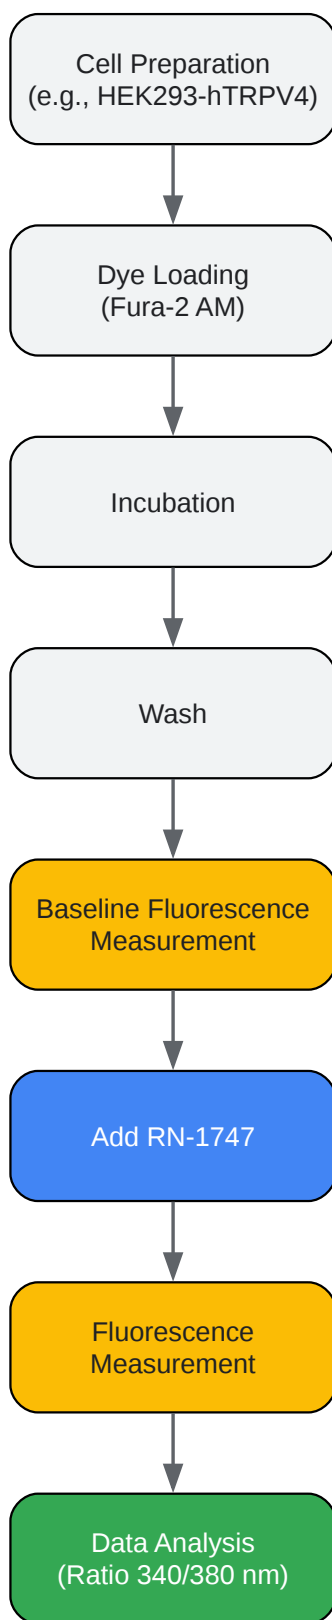 Cell Preparation
(e.g., HEK293-hTRPV4)
Dye Loading
(Fura-2 AM)
Incubation
Wash
Baseline Fluorescence
Measurement
Add RN-1747
Fluorescence
Measurement
Data Analysis
(Ratio 340/380 nm)